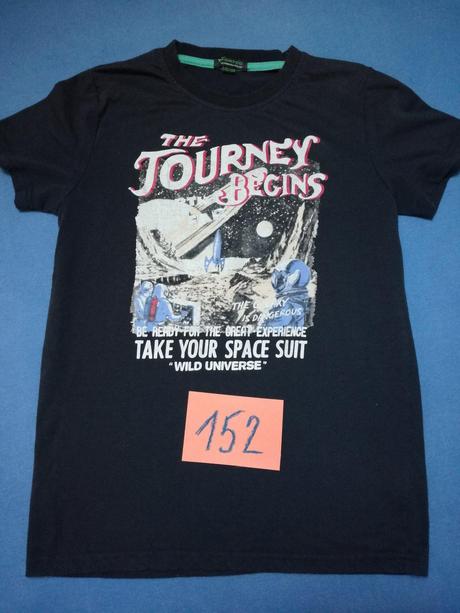 THE
JOURNEY
BEGINS
THE GALAXY
IS DANGEROUS
BE READY FOR THE GREAT EXPERIENCE
TAKE YOUR SPACE SUIT
"WILD UNIVERSE"
152